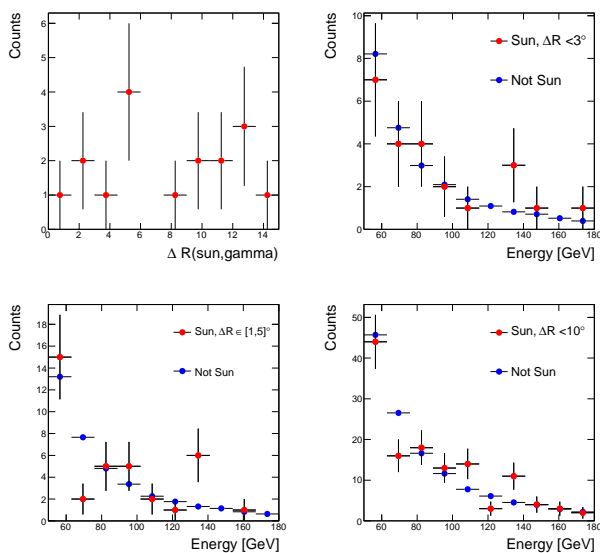 Counts
6
5
4
3
2
1
0
0 2 4 6 8 10 12 14
Δ R(sun,gamma)
Counts
10
8
6
4
2
0
Sun, ΔR <3°
Not Sun
60 80 100 120 140 160 180
Energy [GeV]
Counts
18
16
14
12
10
8
6
4
2
0
Sun, ΔR ∈ [1,5]°
Not Sun
60 80 100 120 140 160 180
Energy [GeV]
Counts
50
40
30
20
10
0
Sun, ΔR <10°
Not Sun
60 80 100 120 140 160 180
Energy [GeV]